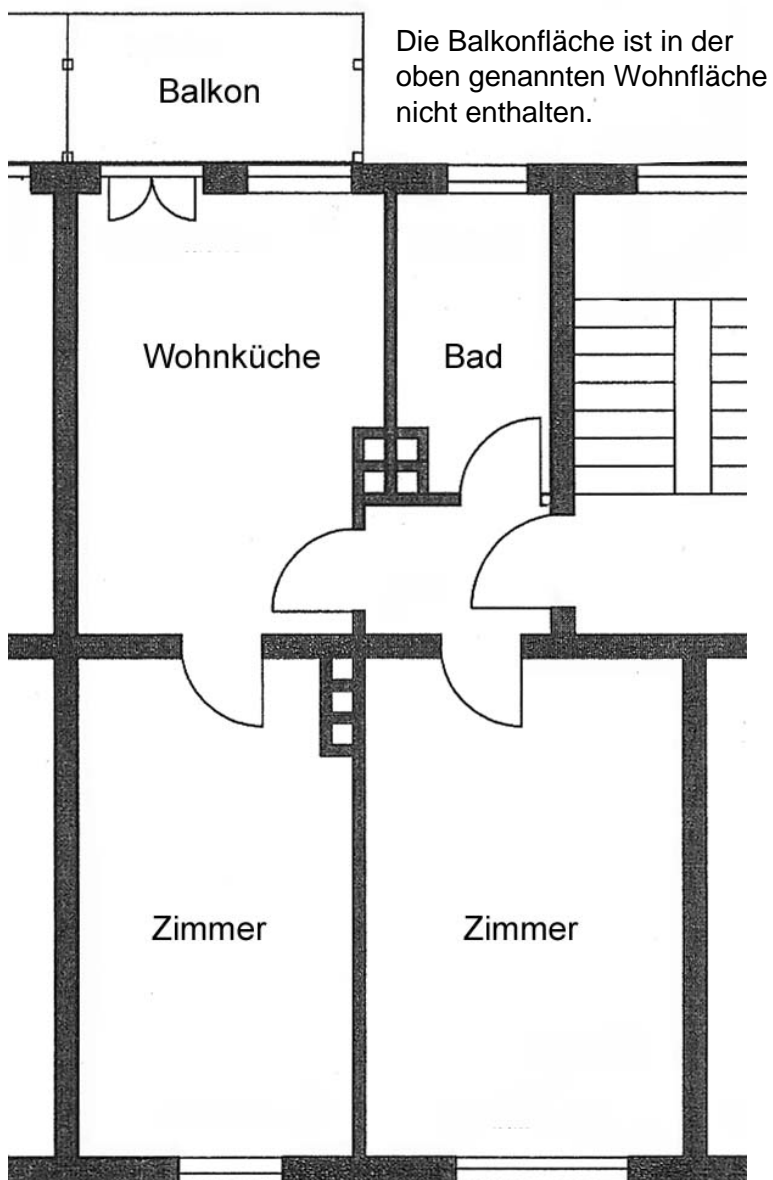 Die Balkonfläche ist in der
oben genannten Wohnfläche
nicht enthalten.
Balkon
Wohnküche
Bad
Zimmer
Zimmer